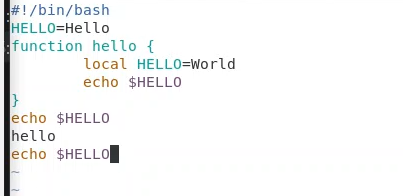 #!/bin/bash
HELLO=Hello
function hello {
        local HELLO=World
        echo $HELLO
}
echo $HELLO
hello
echo $HELLO
~
~